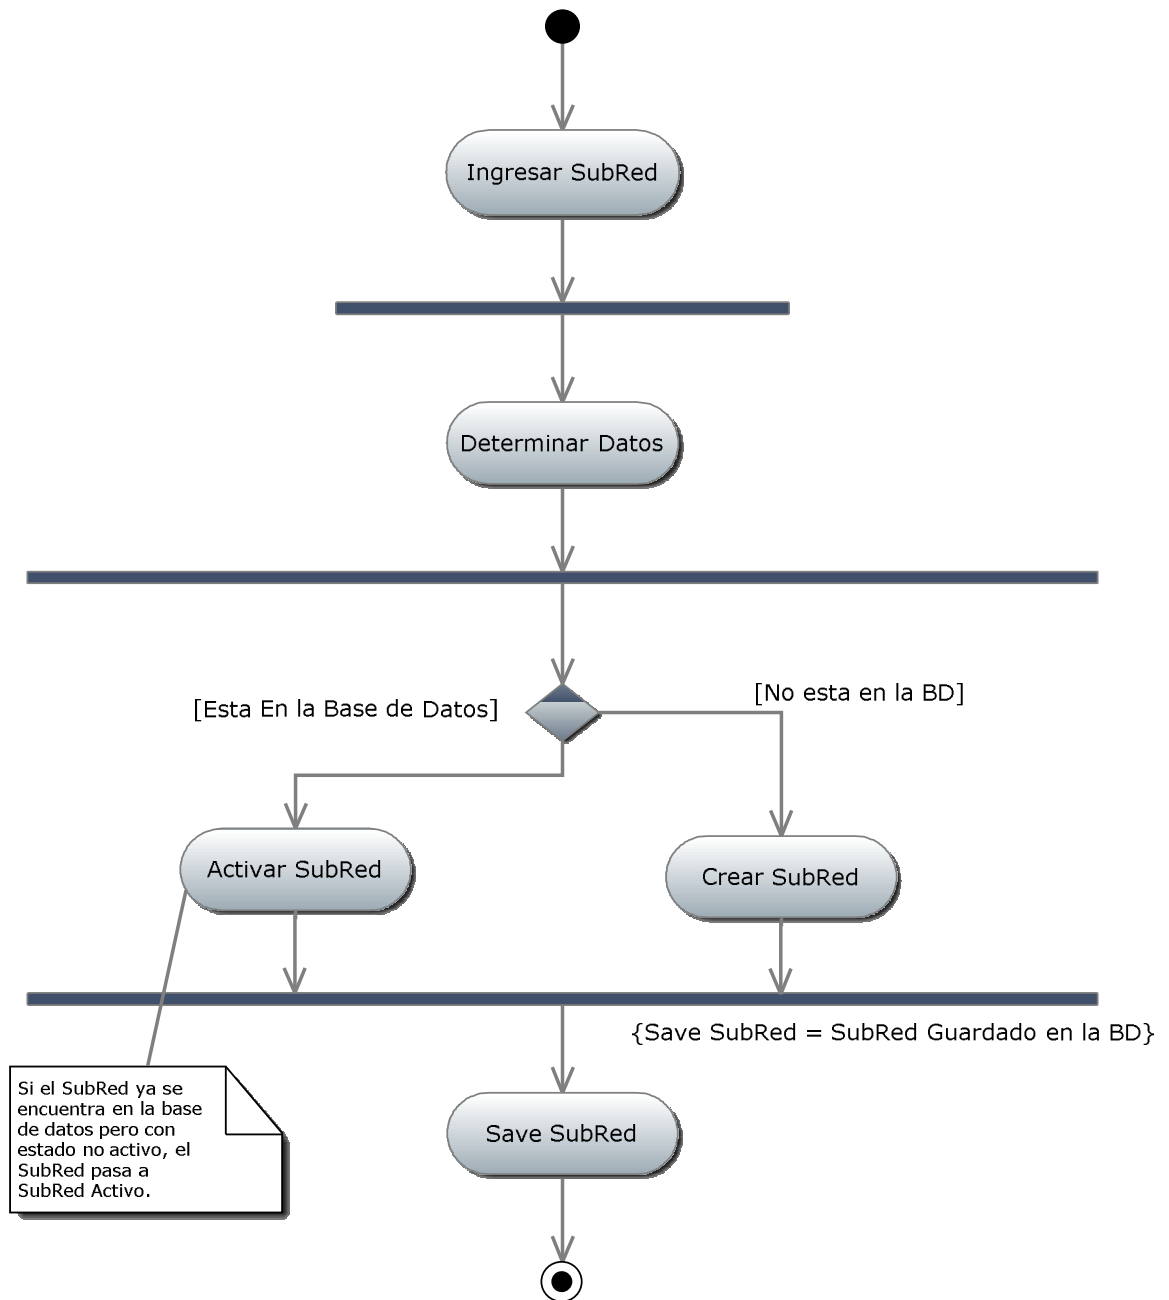 Ingresar SubRed
Determinar Datos
[Esta En la Base de Datos]
[No esta en la BD]
Activar SubRed
Crear SubRed
{Save SubRed = SubRed Guardado en la BD}
Si el SubRed ya se
encuentra en la base
de datos pero con
estado no activo, el
SubRed pasa a
SubRed Activo.
Save SubRed